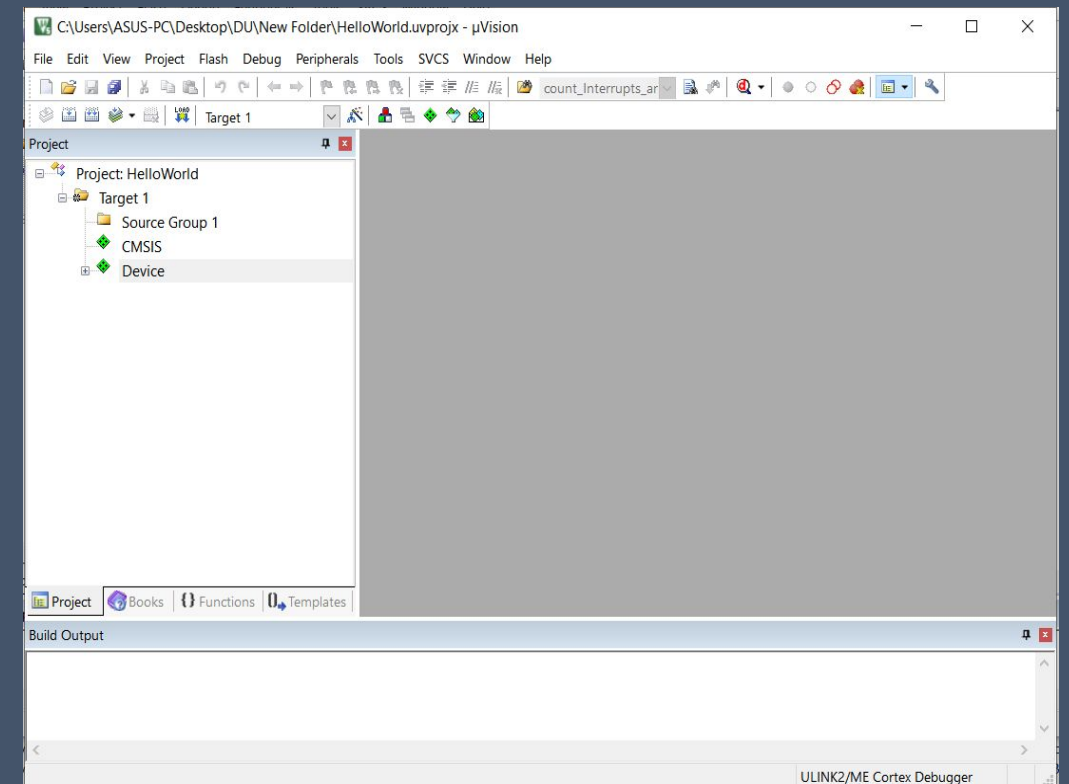 C:\Users\ASUS-PC\Desktop\DU\New Folder\HelloWorld.uvprojx - µVision
File Edit View Project Flash Debug Peripherals Tools SVCS Window Help
count_Interrupts_ar
LOAD Target 1
Project
Project: HelloWorld
Target 1
Source Group 1
CMSIS
Device
Project Books {} Functions Templates
Build Output
ULINK2/ME Cortex Debugger